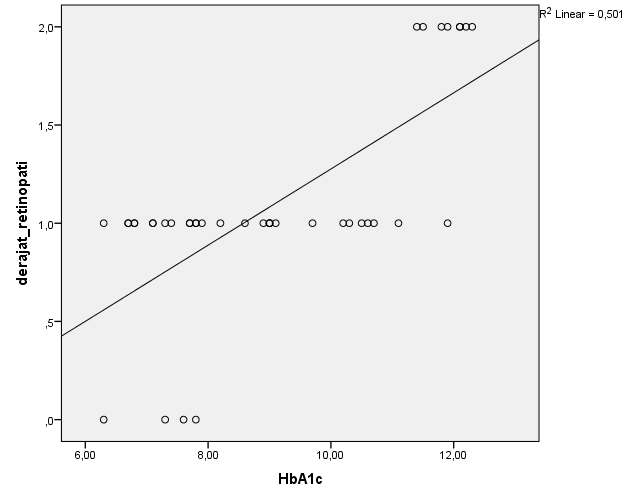 R2 Linear = 0,501
2,0
1,5
1,0
,5
,0
derajat_retinopati
6,00 8,00 10,00 12,00
HbA1c